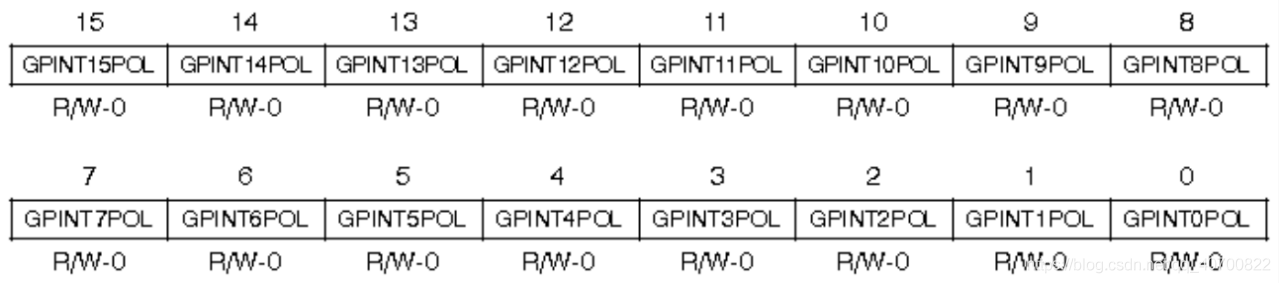 15 14 13 12 11 10 9 8
GPINT15POL GPINT14POL GPINT13POL GPINT12POL GPINT11POL GPINT10POL GPINT9POL GPINT8POL
R/W-0 R/W-0 R/W-0 R/W-0 R/W-0 R/W-0 R/W-0 R/W-0
7 6 5 4 3 2 1 0
GPINT7POL GPINT6POL GPINT5POL GPINT4POL GPINT3POL GPINT2POL GPINT1POL GPINT0POL
R/W-0 R/W-0 R/W-0 R/W-0 R/W-0 R/W-0 R/W-0 R/W-0